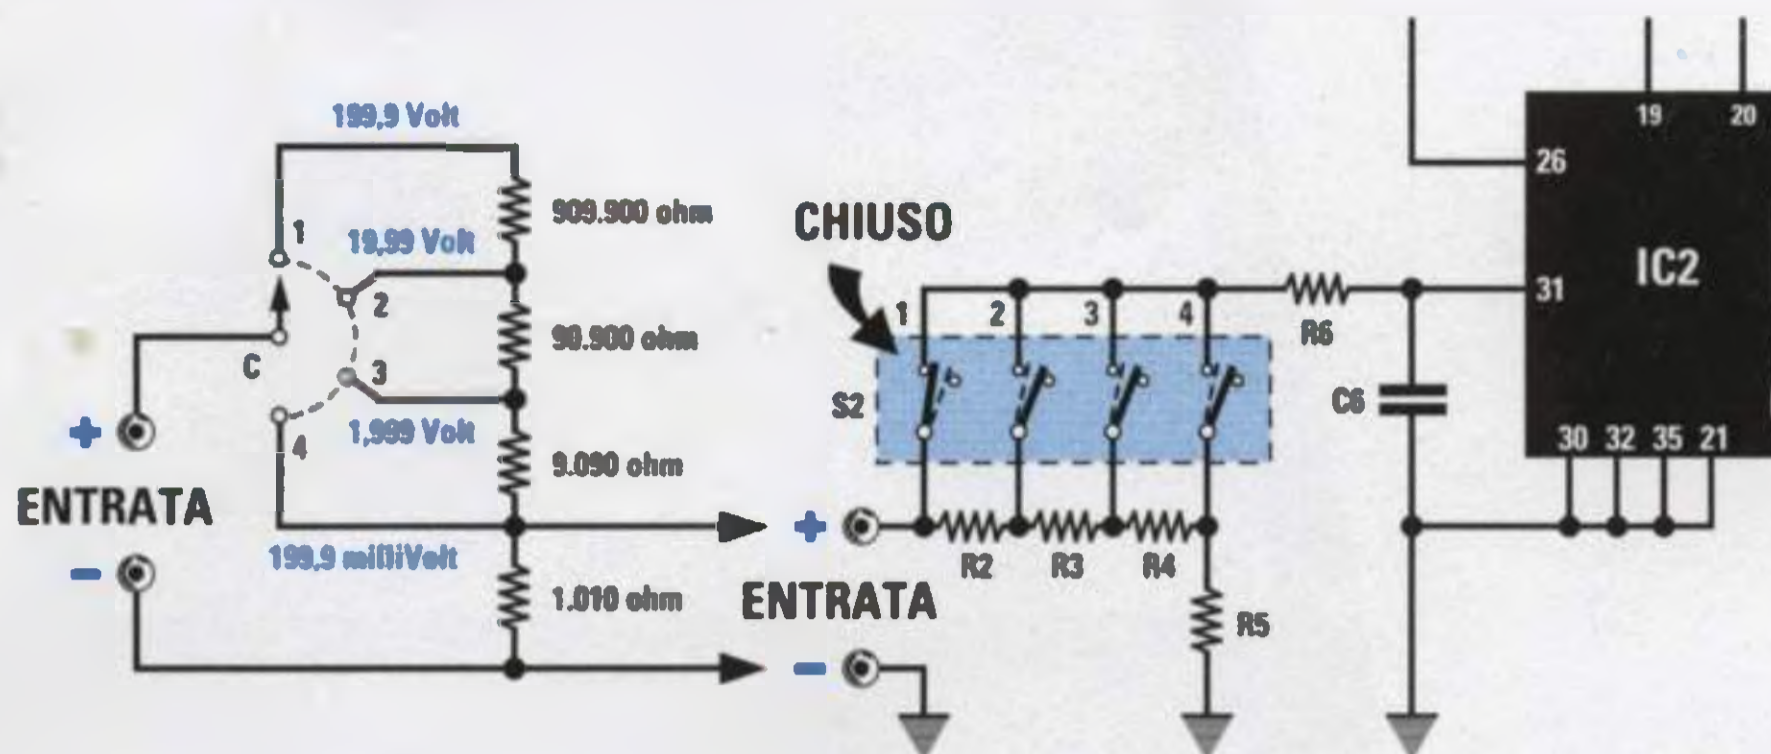 199,9 Volt
1
909.900 ohm
19,99 Volt
2
C
90.900 ohm
3
1,999 Volt
4
9.090 ohm
+
ENTRATA
-
199,9 milliVolt
1.010 ohm
CHIUSO
1
2
3
4
S2
R6
C6
+
R2
R3
R4
ENTRATA
-
R5
19
20
26
31
IC2
30
32
35
21